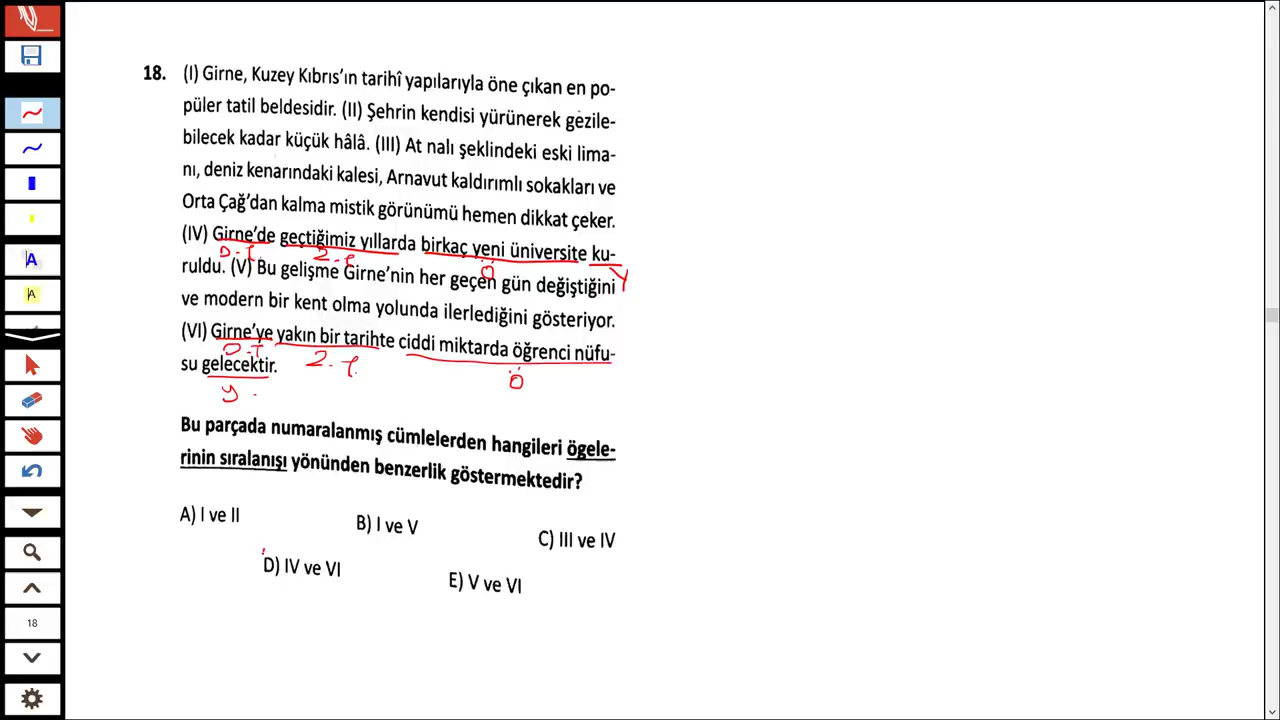 18. (I) Girne, Kuzey Kıbrıs'ın tarihî yapılarıyla öne çıkan en po-
püler tatil beldesidir. (II) Şehrin kendisi yürünerek gezile-
bilecek kadar küçük hâlâ. (III) At nalı şeklindeki eski lima-
nı, deniz kenarındaki kalesi, Arnavut kaldırımlı sokakları ve
Orta Çağ'dan kalma mistik görünümü hemen dikkat çeker.
(IV) Girne'de geçtiğimiz yıllarda birkaç yeni üniversite ku-
D.T Z.T Ö Y
ruldu. (V) Bu gelişme Girne'nin her geçen gün değiştiğini
ve modern bir kent olma yolunda ilerlediğini gösteriyor.
(VI) Girne'ye yakın bir tarihte ciddi miktarda öğrenci nüfu-
D.T Z.T. Ö
su gelecektir.
y.
Bu parçada numaralanmış cümlelerden hangileri ögele-
rinin sıralanışı yönünden benzerlik göstermektedir?
A) I ve II
B) I ve V
C) III ve IV
D) IV ve VI
E) V ve VI
A
A
18